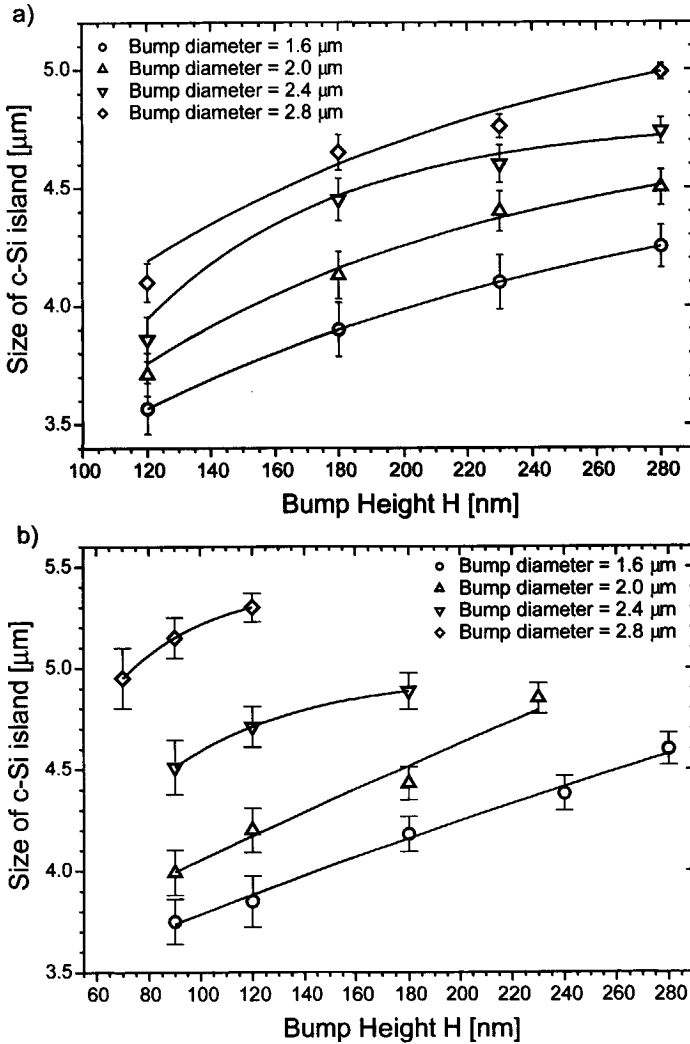 a)
Bump diameter = 1.6 μm
Bump diameter = 2.0 μm
Bump diameter = 2.4 μm
Bump diameter = 2.8 μm
5.0
4.5
4.0
3.5
Size of c-Si island [μm]
100 120 140 160 180 200 220 240 260 280
Bump Height H [nm]
b)
Bump diameter = 1.6 μm
Bump diameter = 2.0 μm
Bump diameter = 2.4 μm
Bump diameter = 2.8 μm
5.5
5.0
4.5
4.0
3.5
Size of c-Si island [μm]
60 80 100 120 140 160 180 200 220 240 260 280
Bump Height H [nm]